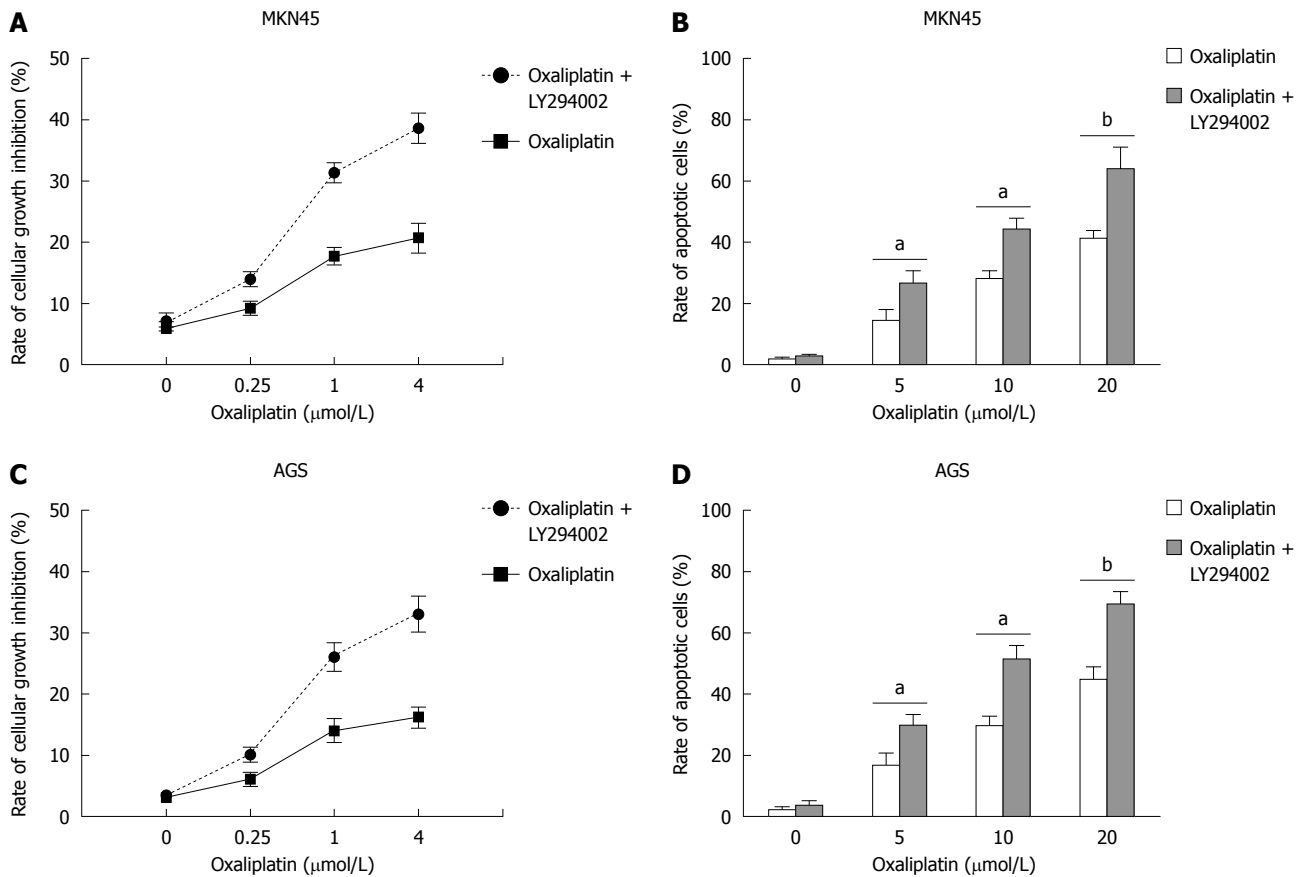 A
MKN45
Rate of cellular growth inhibition (%)
50
40
30
20
10
0
0 0.25 1 4
Oxaliplatin (μmol/L)
Oxaliplatin +
LY294002
Oxaliplatin
B
MKN45
Rate of apoptotic cells (%)
100
80
60
40
20
0
a
a
b
0 5 10 20
Oxaliplatin (μmol/L)
Oxaliplatin
Oxaliplatin +
LY294002
C
AGS
Rate of cellular growth inhibition (%)
50
40
30
20
10
0
0 0.25 1 4
Oxaliplatin (μmol/L)
Oxaliplatin +
LY294002
Oxaliplatin
D
AGS
Rate of apoptotic cells (%)
100
80
60
40
20
0
a
a
b
0 5 10 20
Oxaliplatin (μmol/L)
Oxaliplatin
Oxaliplatin +
LY294002